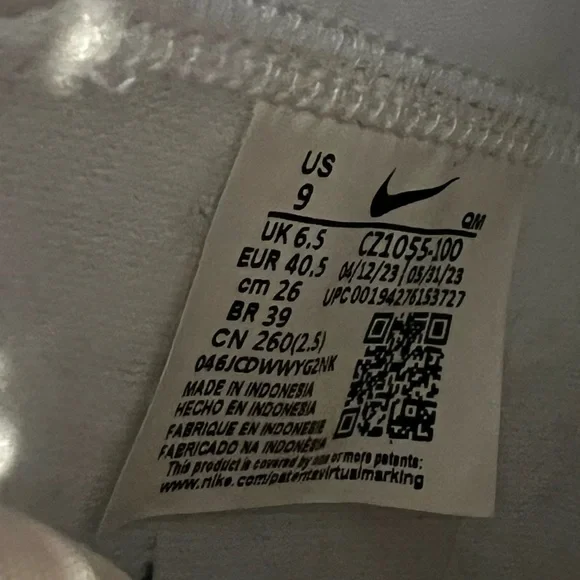 US
9
QM
UK 6.5 CZ1055-100
EUR 40.5 04/12/23 | 05/31/23
cm 26 UPC 00194276153727
BR 39
CN 260(2.5)
046JCDWWYG2NK
MADE IN INDONESIA
HECHO EN INDONESIA
FABRIQUE EN INDONESIE
FABRICADO NA INDONÉSIA
This product is covered by one or more patents;
www.nike.com/patentsvirtualmarking